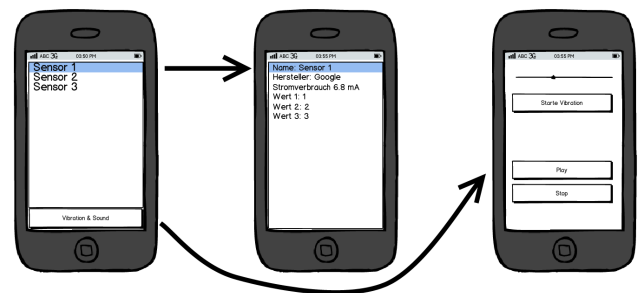 ABC 3G 03:50 PM
Sensor 1
Sensor 2
Sensor 3
Vibration & Sound
ABC 3G 03:55 PM
Name: Sensor 1
Hersteller: Google
Stromverbrauch 6.8 mA
Wert 1: 1
Wert 2: 2
Wert 3: 3
ABC 3G 03:55 PM
Starte Vibration
Play
Stop